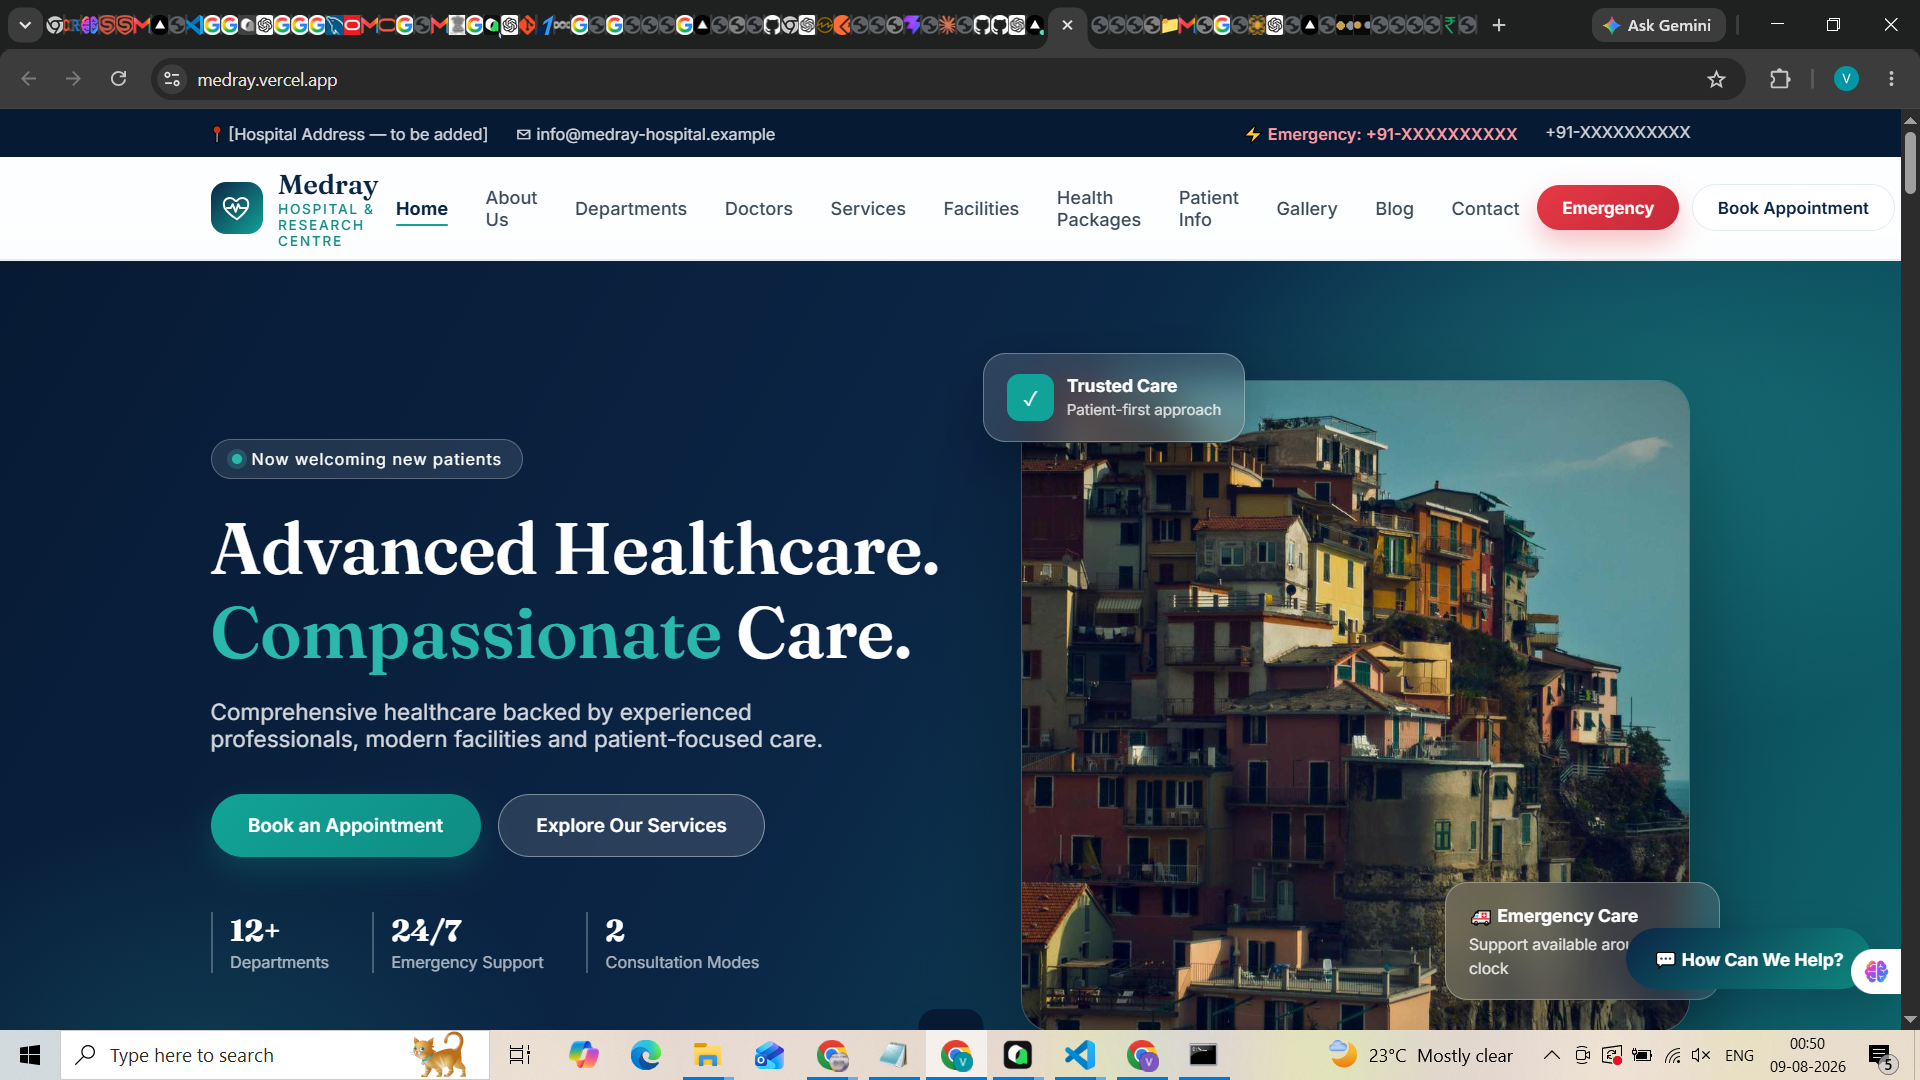 Ask Gemini
medray.vercel.app
V
[Hospital Address — to be added]
info@medray-hospital.example
Emergency: +91-XXXXXXXXXX
+91-XXXXXXXXXX
Medray
HOSPITAL &
RESEARCH
CENTRE
Home
About
Us
Departments
Doctors
Services
Facilities
Health
Packages
Patient
Info
Gallery
Blog
Contact
Emergency
Book Appointment
Trusted Care
Patient-first approach
Now welcoming new patients
Advanced Healthcare.
Compassionate Care.
Comprehensive healthcare backed by experienced
professionals, modern facilities and patient-focused care.
Book an Appointment
Explore Our Services
12+
Departments
24/7
Emergency Support
2
Consultation Modes
Emergency Care
Support available
clock
How Can We Help?
Type here to search
23°C Mostly clear
ENG
00:50
09-08-2026
5